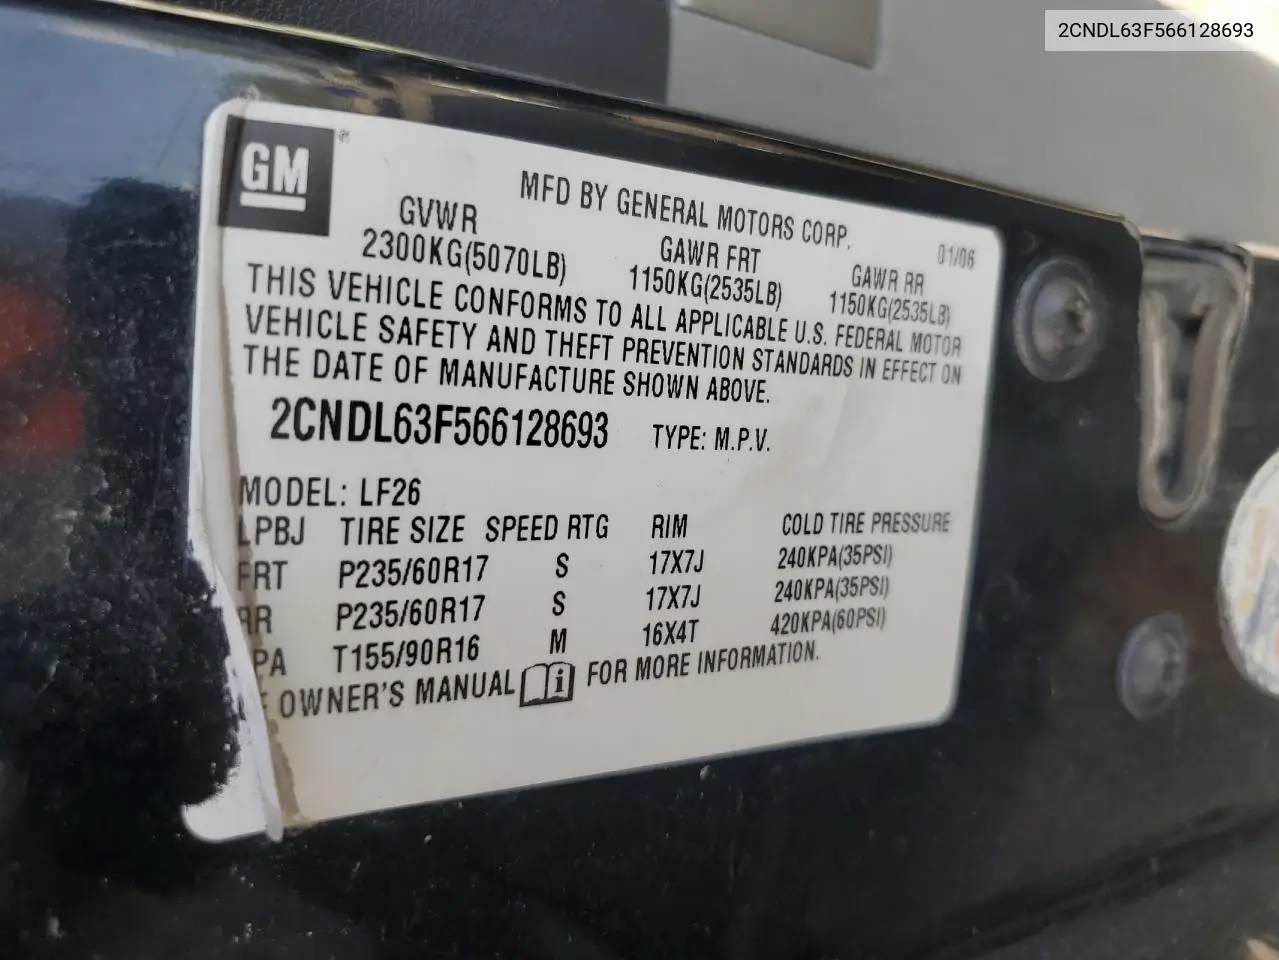 2CNDL63F566128693
GM
MFD BY GENERAL MOTORS CORP.
01/06
GVWR GAWR FRT GAWR RR
2300KG(5070LB) 1150KG(2535LB) 1150KG(2535LB)
THIS VEHICLE CONFORMS TO ALL APPLICABLE U.S. FEDERAL MOTOR
VEHICLE SAFETY AND THEFT PREVENTION STANDARDS IN EFFECT ON
THE DATE OF MANUFACTURE SHOWN ABOVE.
2CNDL63F566128693 TYPE: M.P.V.
MODEL: LF26
LPBJ TIRE SIZE SPEED RTG RIM COLD TIRE PRESSURE
FRT P235/60R17 S 17X7J 240KPA(35PSI)
RR P235/60R17 S 17X7J 240KPA(35PSI)
PA T155/90R16 M 16X4T 420KPA(60PSI)
OWNER'S MANUAL i FOR MORE INFORMATION.